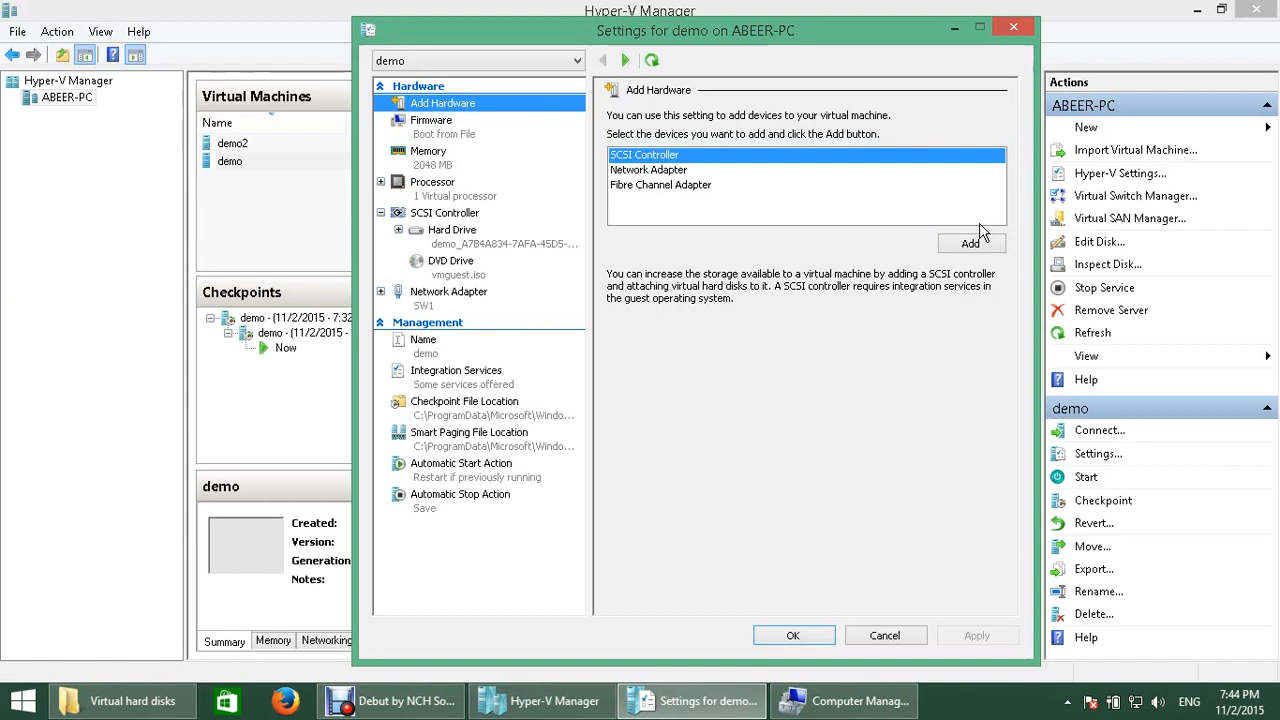 Hyper-V Manager
File Action View Help
Hyper-V Manager
ABEER-PC
Virtual Machines
Name
demo2
demo
Checkpoints
demo - (11/2/2015 - 7:32
demo - (11/2/2015 -
Now
demo
Created:
Version:
Generation
Notes:
Summary Memory Networking
Settings for demo on ABEER-PC
demo
Hardware
Add Hardware
Firmware
Boot from File
Memory
2048 MB
Processor
1 Virtual processor
SCSI Controller
Hard Drive
demo_A7B4A834-7AFA-45D5-...
DVD Drive
vmguest.iso
Network Adapter
SW1
Management
Name
demo
Integration Services
Some services offered
Checkpoint File Location
C:\ProgramData\Microsoft\Windo...
Smart Paging File Location
C:\ProgramData\Microsoft\Windo...
Automatic Start Action
Restart if previously running
Automatic Stop Action
Save
Add Hardware
You can use this setting to add devices to your virtual machine.
Select the devices you want to add and click the Add button.
SCSI Controller
Network Adapter
Fibre Channel Adapter
Add
You can increase the storage available to a virtual machine by adding a SCSI controller
and attaching virtual hard disks to it. A SCSI controller requires integration services in
the guest operating system.
OK Cancel Apply
Actions
ABEER-PC
New
Import Virtual Machine...
Hyper-V Settings...
Virtual Switch Manager...
Virtual SAN Manager...
Edit Disk...
Inspect Disk...
Stop Service
Remove Server
Refresh
View
Help
demo
Connect...
Settings...
Start
Checkpoint
Revert...
Move...
Export...
Rename...
Delete...
Help
Virtual hard disks
Debut by NCH So...
Hyper-V Manager
Settings for demo...
Computer Manag...
ENG
7:44 PM
11/2/2015